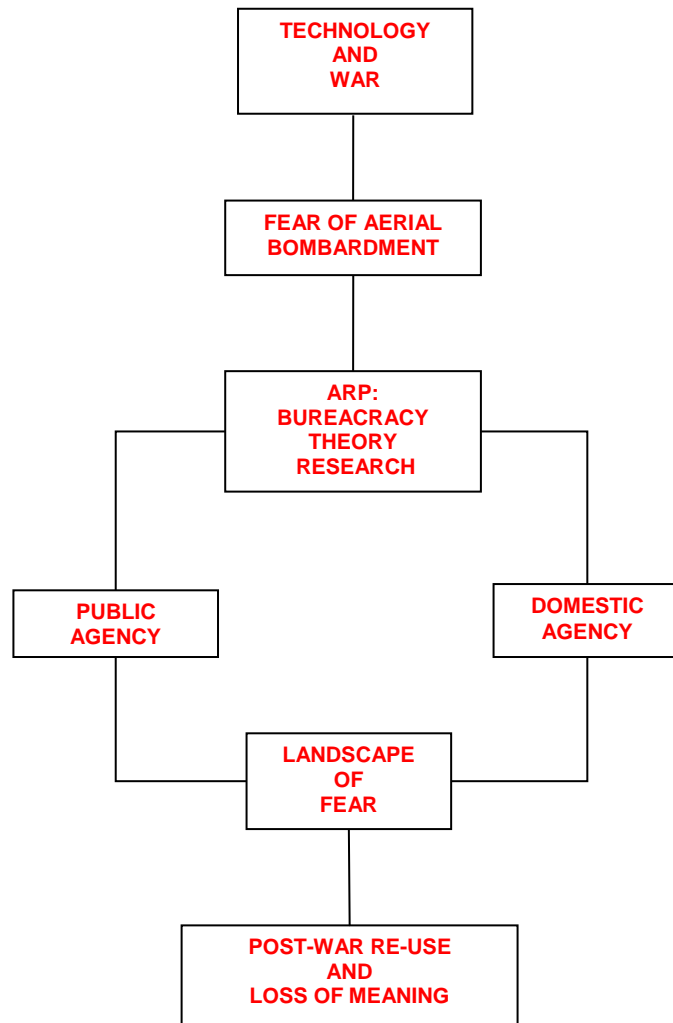 TECHNOLOGY
AND
WAR
FEAR OF AERIAL
BOMBARDMENT
ARP:
BUREACRACY
THEORY
RESEARCH
PUBLIC
AGENCY
DOMESTIC
AGENCY
LANDSCAPE
OF
FEAR
POST-WAR RE-USE
AND
LOSS OF MEANING